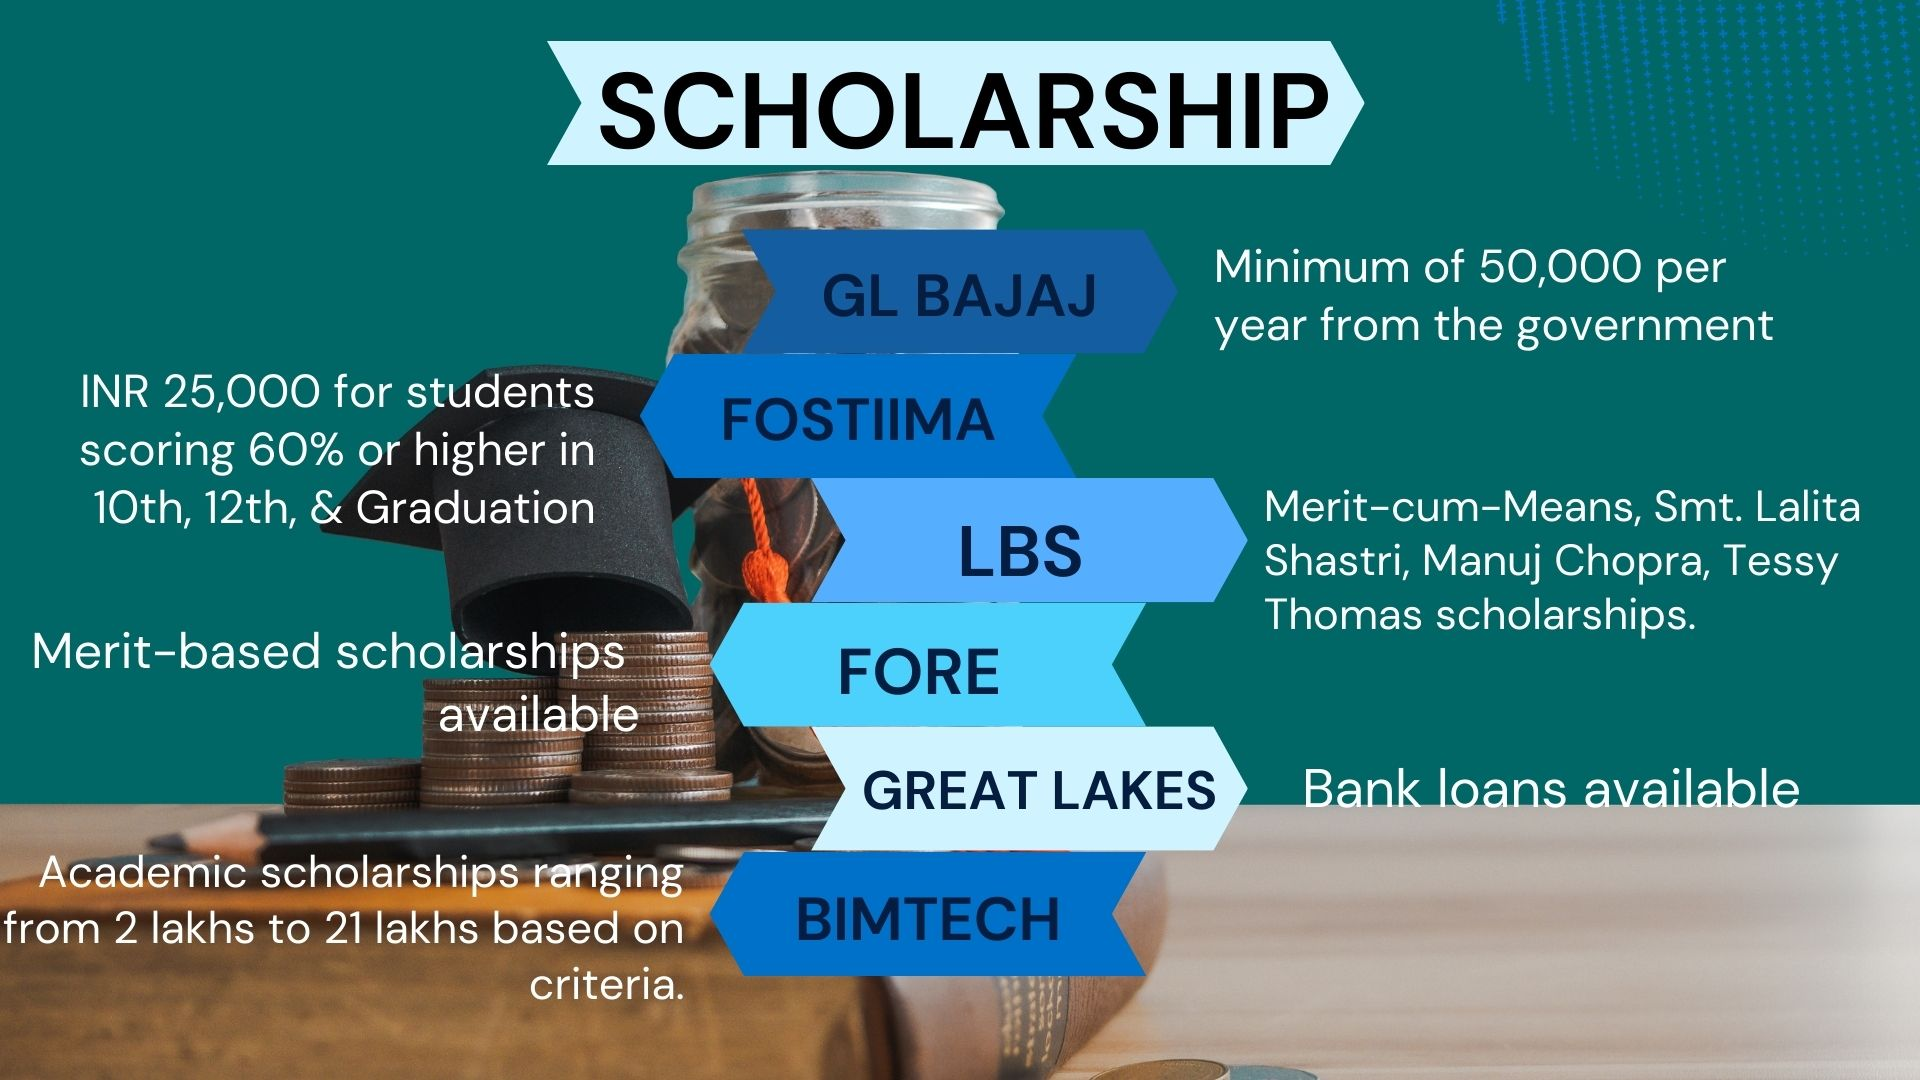 SCHOLARSHIP
GL BAJAJ
Minimum of 50,000 per
year from the government
FOSTIIMA
INR 25,000 for students
scoring 60% or higher in
10th, 12th, & Graduation
LBS
Merit-cum-Means, Smt. Lalita
Shastri, Manuj Chopra, Tessy
Thomas scholarships.
FORE
Merit-based scholarships
available
GREAT LAKES
Bank loans available
BIMTECH
Academic scholarships ranging
from 2 lakhs to 21 lakhs based on
criteria.